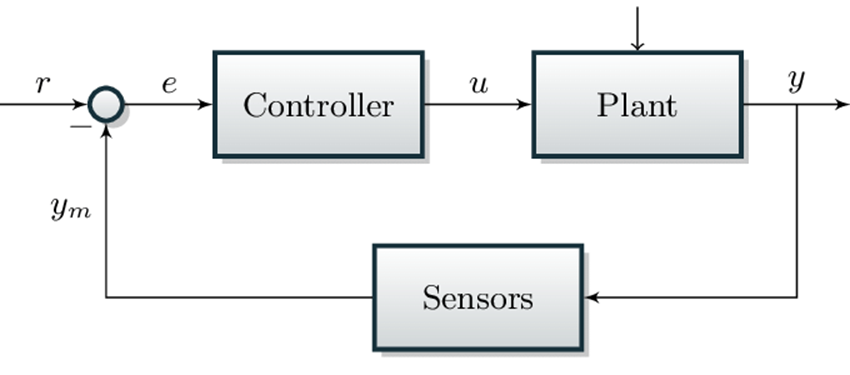 r
e
Controller
u
Plant
y
−
y_m
Sensors